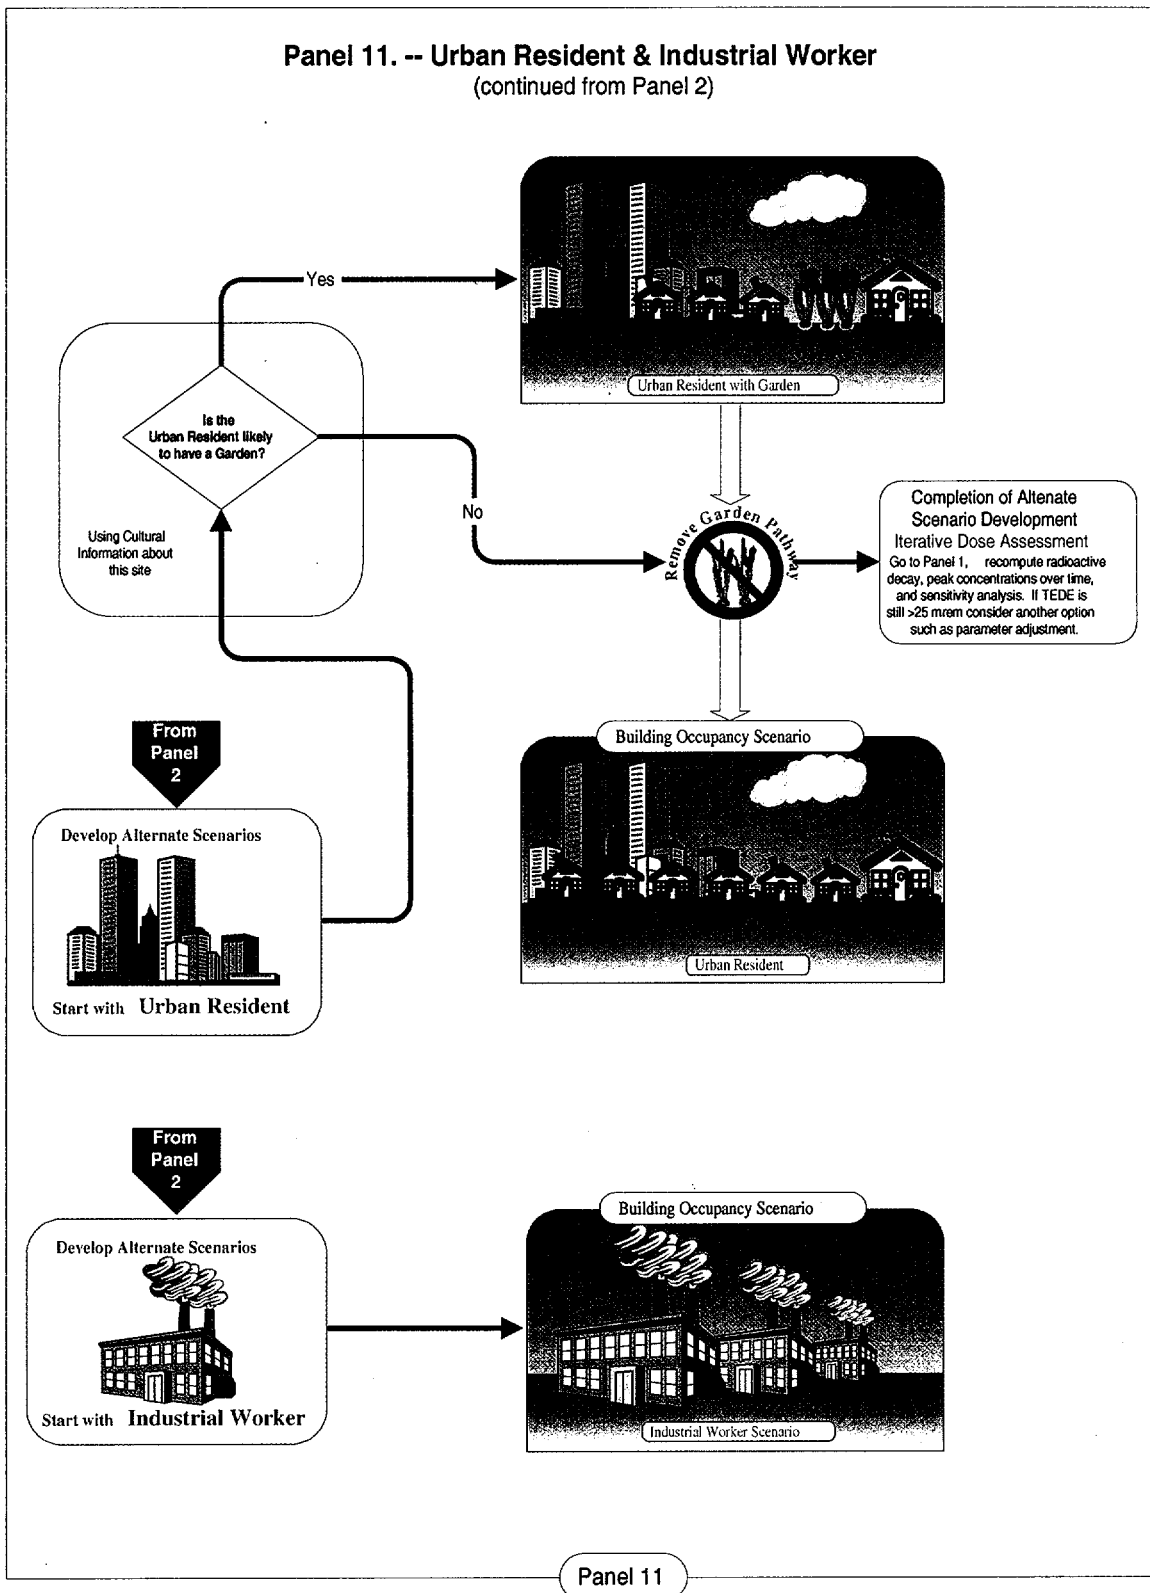 Panel 11. -- Urban Resident & Industrial Worker
(continued from Panel 2)
Yes
Urban Resident with Garden
Is the
Urban Resident likely
to have a Garden?
Using Cultural
Information about
this site
No
Remove Garden Pathway
Completion of Altenate
Scenario Development
Iterative Dose Assessment
Go to Panel 1, recompute radioactive
decay, peak concentrations over time,
and sensitivity analysis. If TEDE is
still >25 mrem consider another option
such as parameter adjustment.
From
Panel
2
Develop Alternate Scenarios
Start with Urban Resident
Building Occupancy Scenario
Urban Resident
From
Panel
2
Develop Alternate Scenarios
Start with Industrial Worker
Building Occupancy Scenario
Industrial Worker Scenario
Panel 11